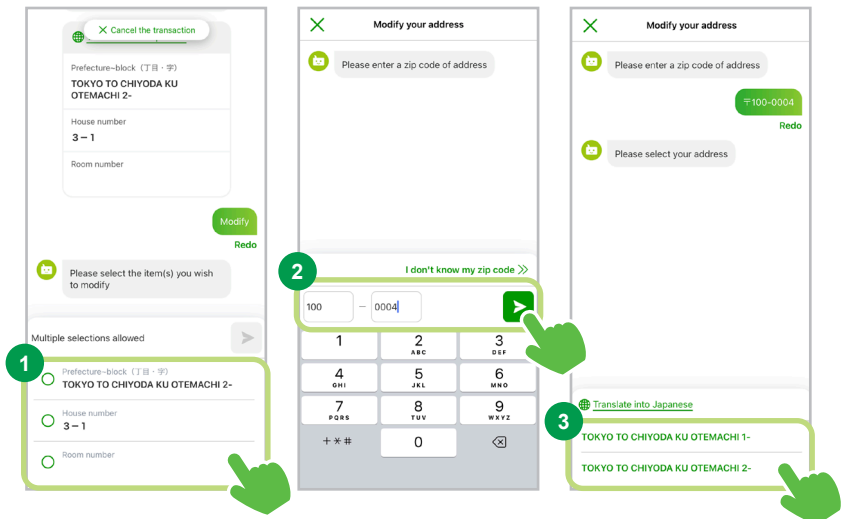 Cancel the transaction
Prefecture~block（丁目・字）
TOKYO TO CHIYODA KU
OTEMACHI 2-
House number
3－1
Room number
Modify
Redo
Please select the item(s) you wish
to modify
Multiple selections allowed
1
Prefecture~block（丁目・字）
TOKYO TO CHIYODA KU OTEMACHI 2-
House number
3－1
Room number
Modify your address
Please enter a zip code of address
2
I don't know my zip code
100 － 0004
1
2
ABC
3
DEF
4
GHI
5
JKL
6
MNO
7
PQRS
8
TUV
9
WXYZ
+*#
0
Modify your address
Please enter a zip code of address
〒100-0004
Redo
Please select your address
Translate into Japanese
3
TOKYO TO CHIYODA KU OTEMACHI 1-
TOKYO TO CHIYODA KU OTEMACHI 2-